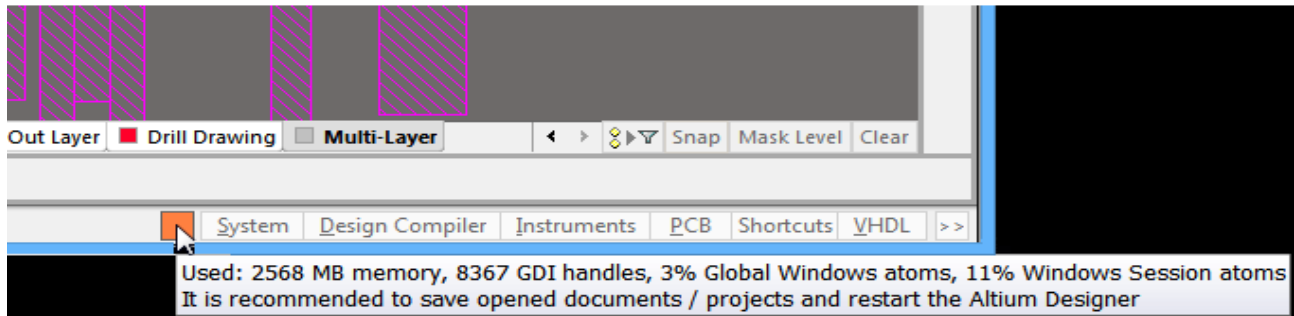 Out Layer Drill Drawing Multi-Layer Snap Mask Level Clear
System Design Compiler Instruments PCB Shortcuts VHDL >>
Used: 2568 MB memory, 8367 GDI handles, 3% Global Windows atoms, 11% Windows Session atoms
It is recommended to save opened documents / projects and restart the Altium Designer